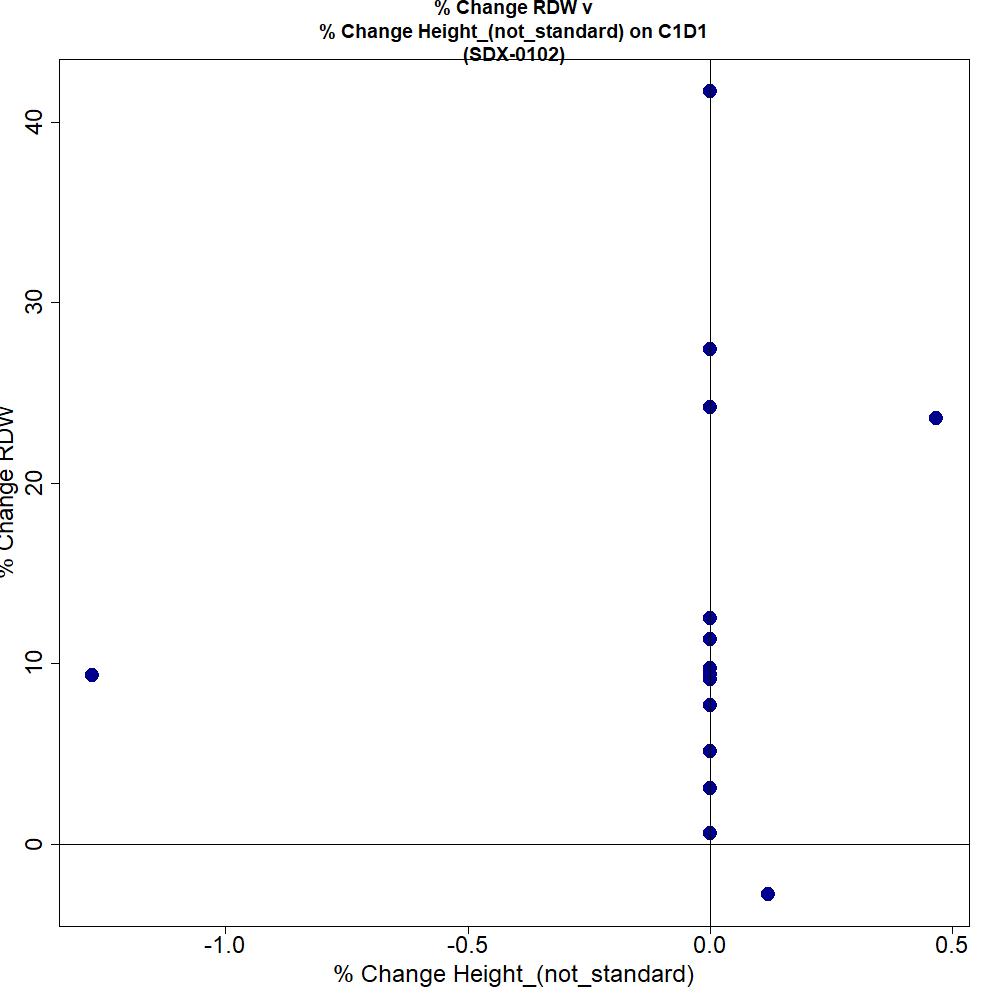 % Change RDW v
% Change Height_(not_standard) on C1D1
(SDX-0102)
% Change RDW
40
30
20
10
0
-1.0
-0.5
0.0
0.5
% Change Height_(not_standard)